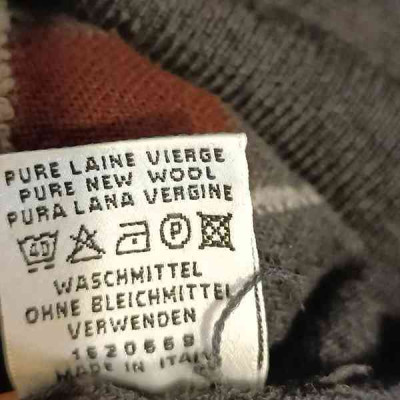 PURE LAINE VIERGE
PURE NEW WOOL
PURA LANA VERGINE
40 P
WASCHMITTEL
OHNE BLEICHMITTEL
VERWENDEN
1620669
MADE IN ITALY